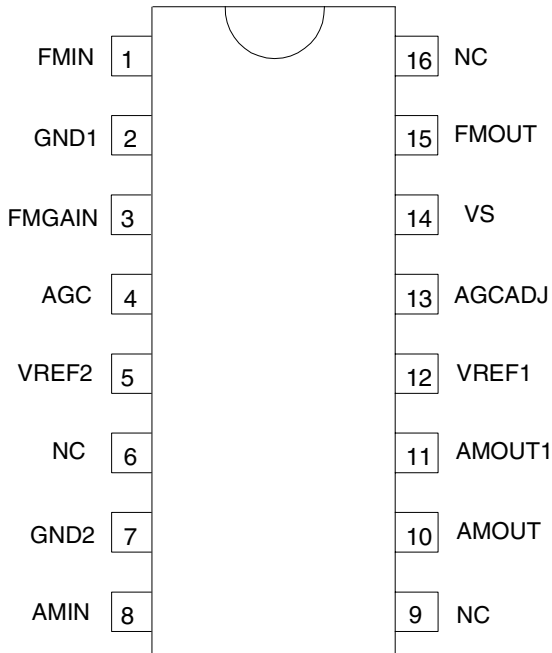 FMIN 1 16 NC
GND1 2 15 FMOUT
FMGAIN 3 14 VS
AGC 4 13 AGCADJ
VREF2 5 12 VREF1
NC 6 11 AMOUT1
GND2 7 10 AMOUT
AMIN 8 9 NC